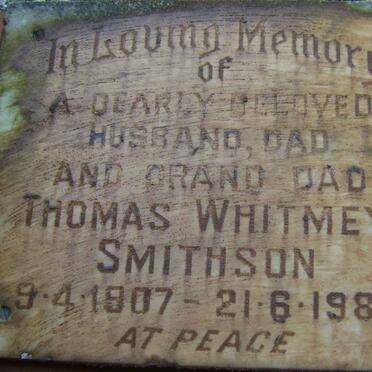 In Loving Memory
of
A DEARLY BELOVED
HUSBAND, DAD
AND GRAND DAD
THOMAS WHITMEY
SMITHSON
9·4·1907 - 21·6·198
AT PEACE